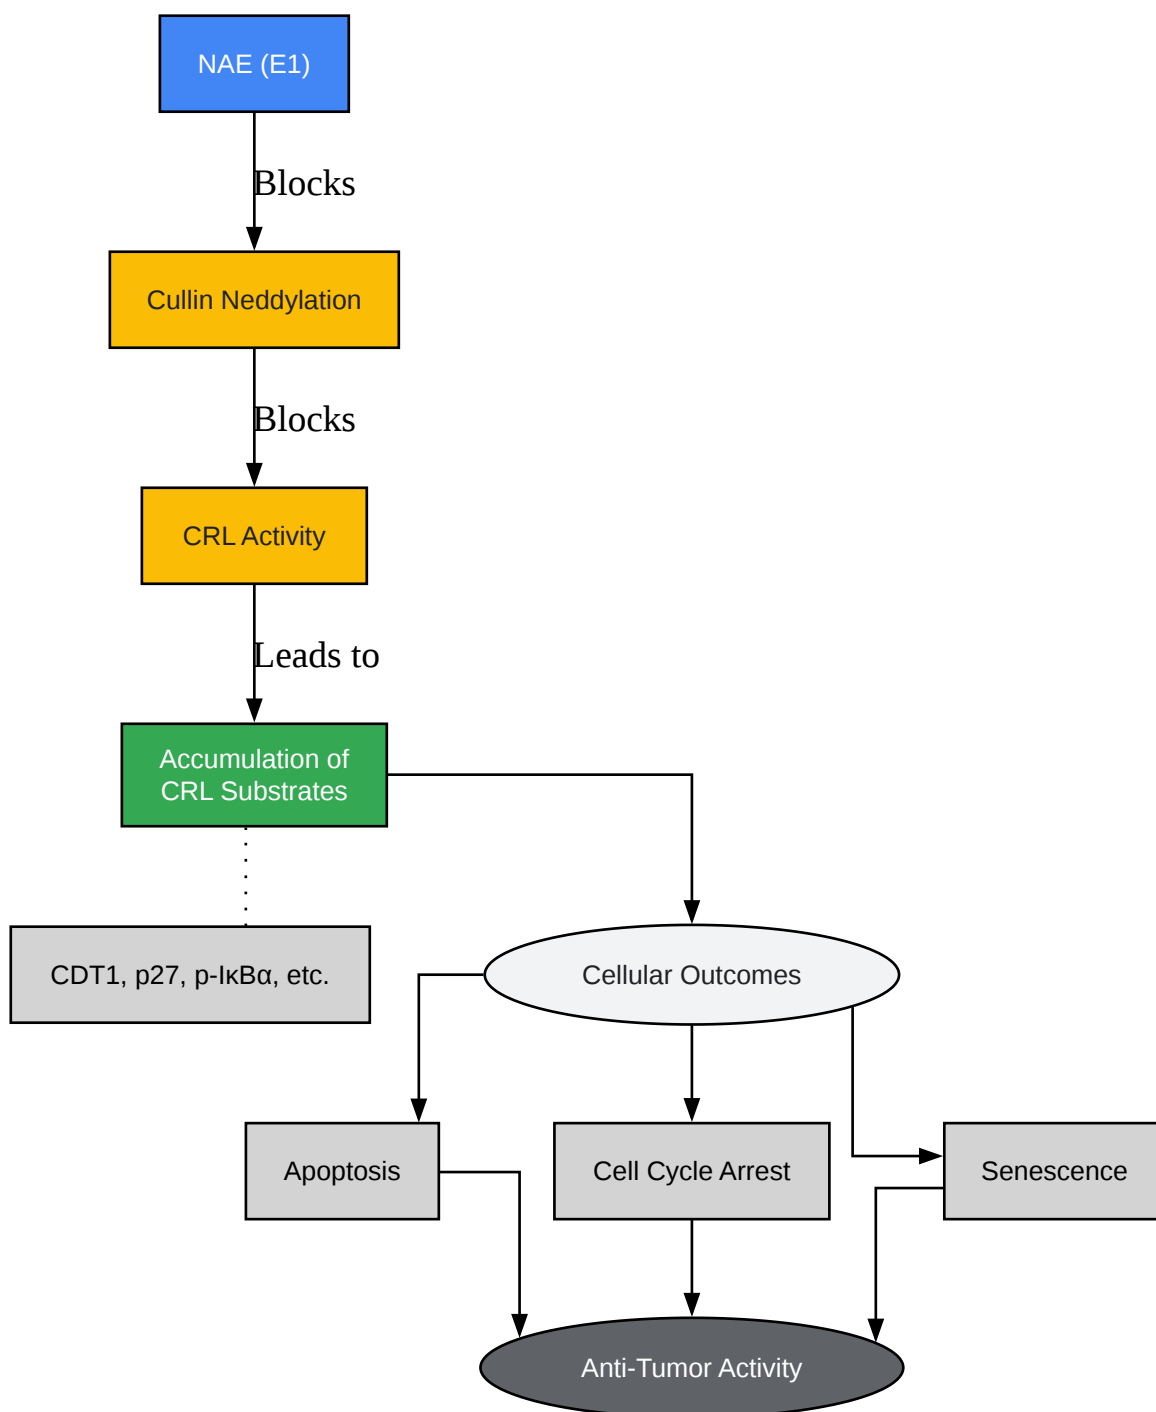 NAE (E1)
Blocks
Cullin Neddylation
Blocks
CRL Activity
Leads to
Accumulation of
CRL Substrates
CDT1, p27, p-IκBα, etc.
Cellular Outcomes
Apoptosis
Cell Cycle Arrest
Senescence
Anti-Tumor Activity